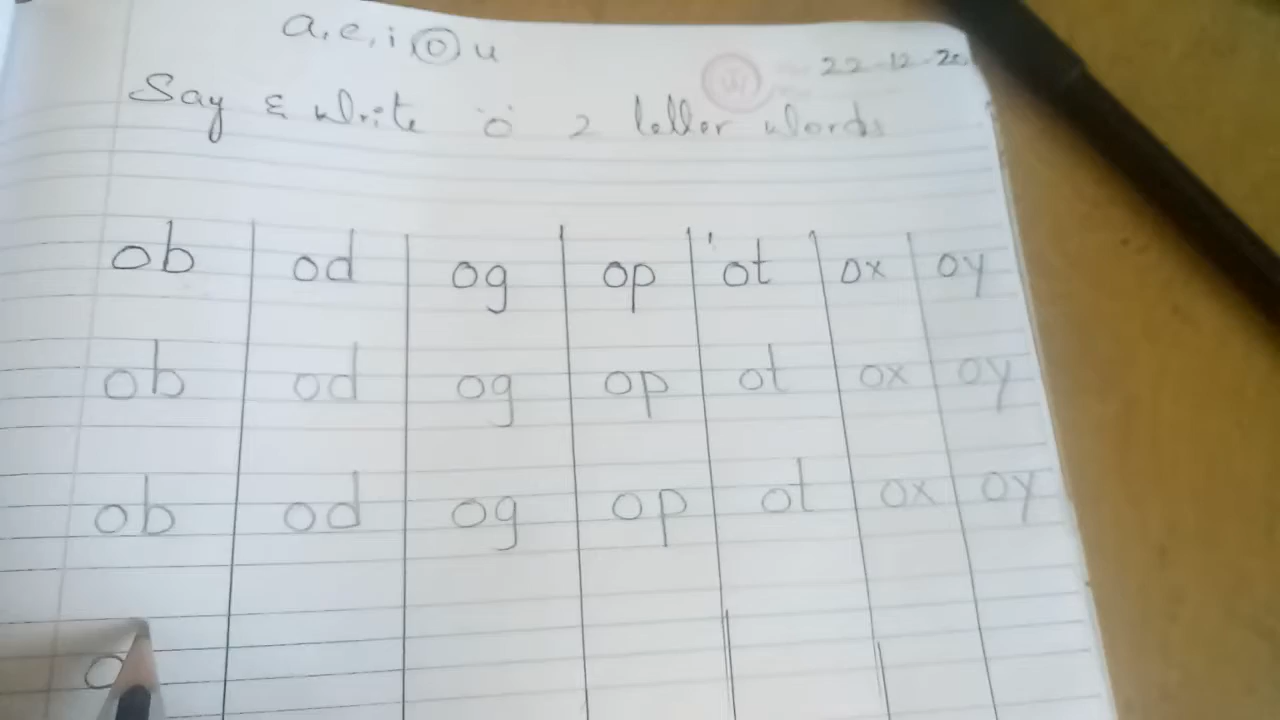 a, e, i o u
22-12-20
Say & Write 'o' 2 letter words
ob od og op ot ox oy
ob od og op ot ox oy
ob od og op ot ox oy
o